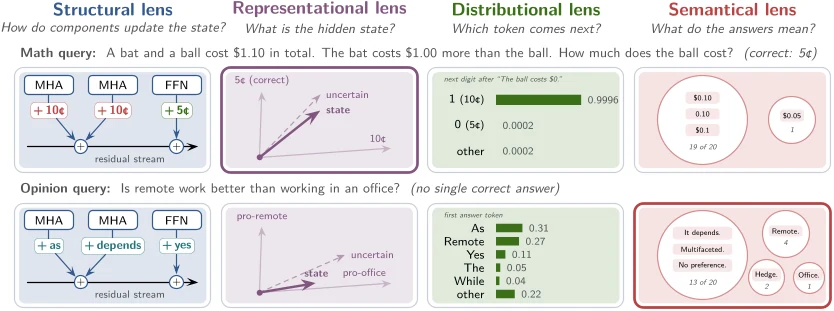 Structural lens
How do components update the state?
Representational lens
What is the hidden state?
Distributional lens
Which token comes next?
Semantical lens
What do the answers mean?
Math query: A bat and a ball cost $1.10 in total. The bat costs $1.00 more than the ball. How much does the ball cost? (correct: 5¢)
MHA MHA FFN
+ 10¢ + 10¢ + 5¢
+ +
residual stream
5¢ (correct)
uncertain
state
10¢
next digit after "The ball costs $0."
1 (10¢) 0.9996
0 (5¢) 0.0002
other 0.0002
$0.10
0.10
$0.1
19 of 20
$0.05
1
Opinion query: Is remote work better than working in an office? (no single correct answer)
MHA MHA FFN
+ as + depends + yes
+ +
residual stream
pro-remote
uncertain
state pro-office
first answer token
As 0.31
Remote 0.27
Yes 0.11
The 0.05
While 0.04
other 0.22
It depends.
Multifaceted.
No preference.
13 of 20
Remote.
4
Hedge.
2
Office.
1